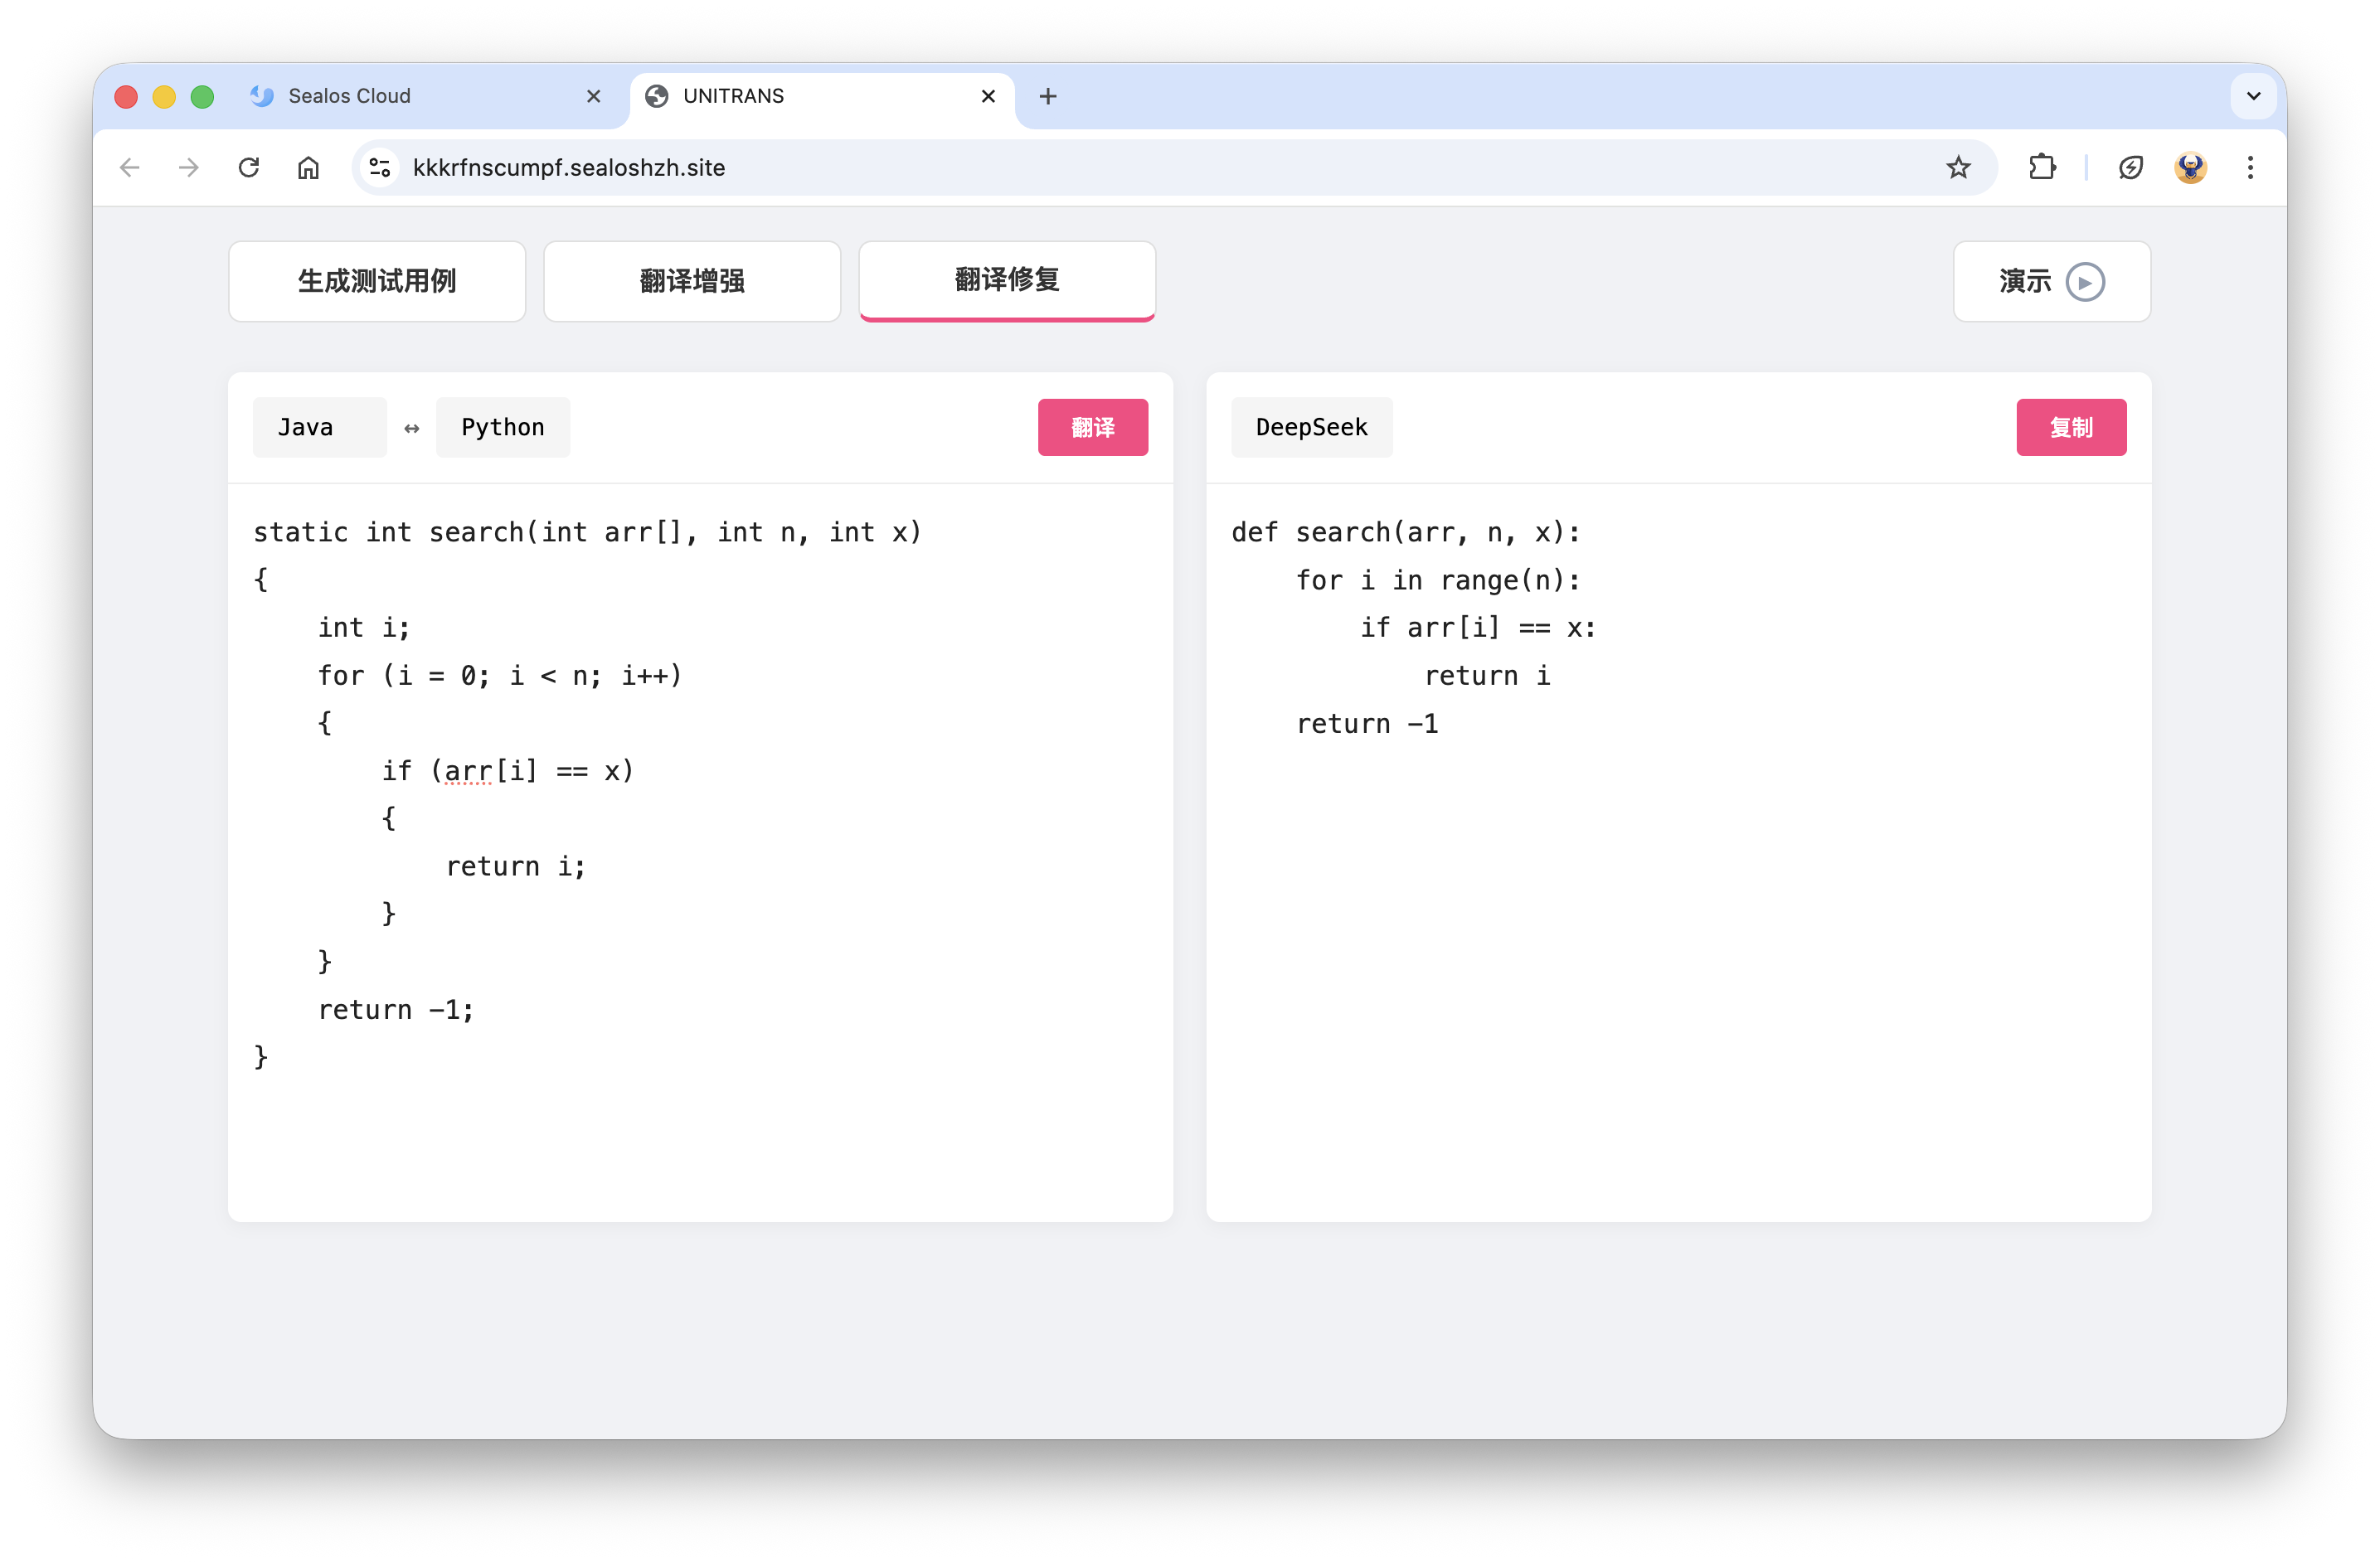 Sealos Cloud
UNITRANS
kkkrfnscumpf.sealoshzh.site
生成测试用例
翻译增强
翻译修复
演示
Java ↔ Python
翻译
static int search(int arr[], int n, int x)
{
    int i;
    for (i = 0; i < n; i++)
    {
        if (arr[i] == x)
        {
            return i;
        }
    }
    return -1;
}
DeepSeek
复制
def search(arr, n, x):
    for i in range(n):
        if arr[i] == x:
            return i
    return -1